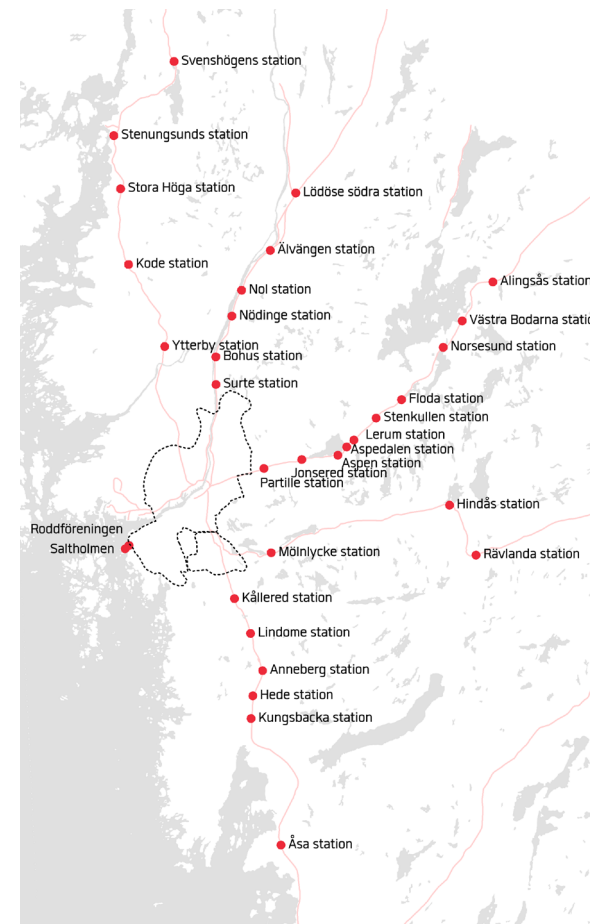 Svenshögens station
Stenungsunds station
Stora Höga station
Lödöse södra station
Älvängen station
Kode station
Alingsås station
Nol station
Nödinge station
Västra Bodarna statio
Ytterby station
Norsesund station
Bohus station
Surte station
Floda station
Stenkullen station
Lerum station
Aspedalen station
Aspen station
Jonsered station
Partille station
Hindås station
Roddföreningen
Saltholmen
Mölnlycke station
Rävlanda station
Kållered station
Lindome station
Anneberg station
Hede station
Kungsbacka station
Åsa station